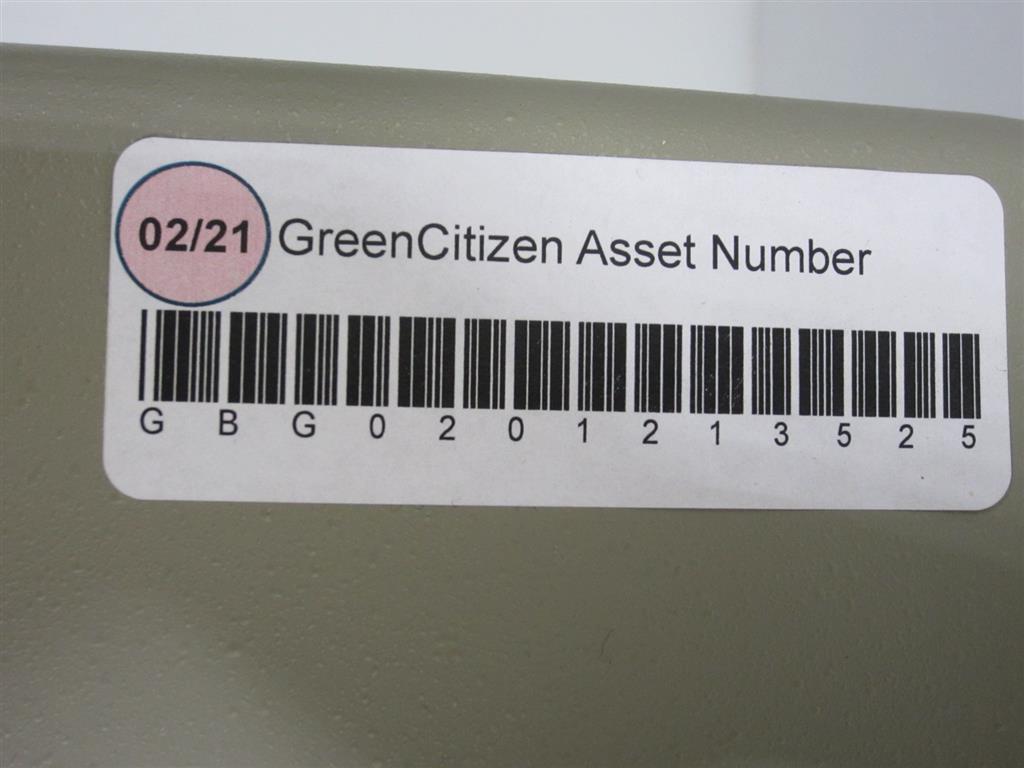 02/21 GreenCitizen Asset Number
G B G 0 2 0 1 2 1 3 5 2 5